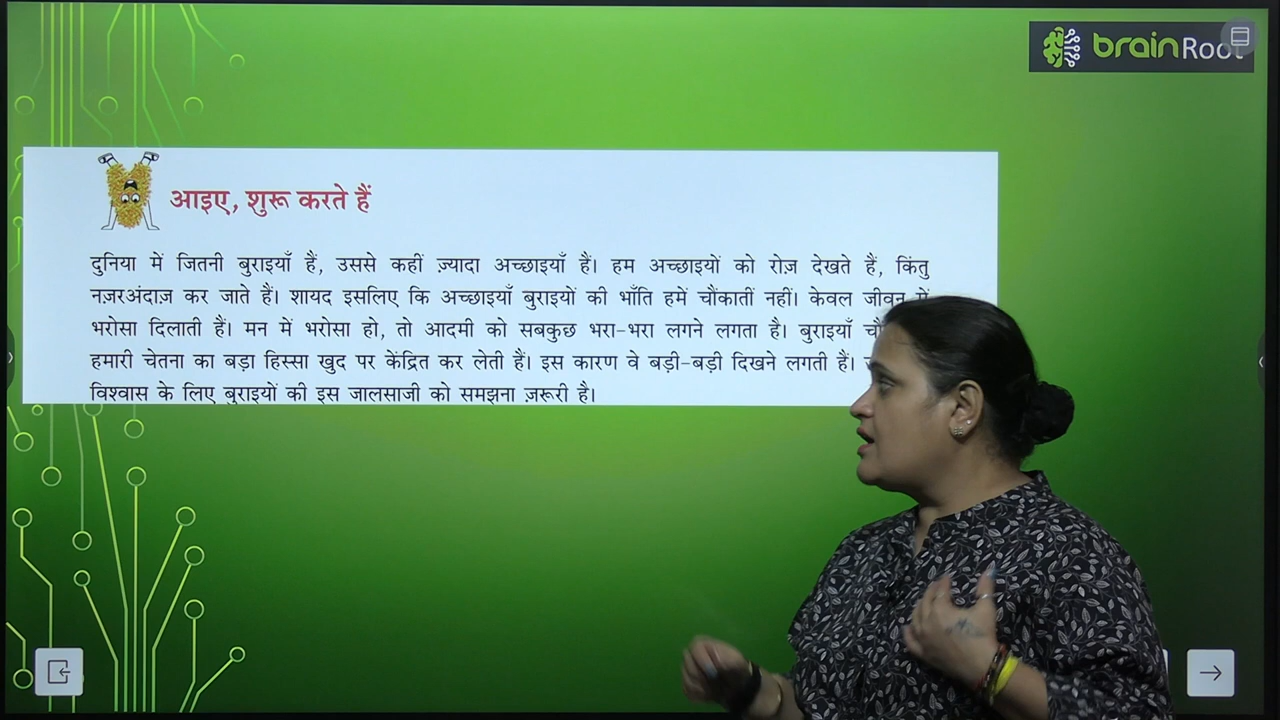 brainRoot
आइए, शुरू करते हैं
दुनिया में जितनी बुराइयाँ हैं, उससे कहीं ज़्यादा अच्छाइयाँ हैं। हम अच्छाइयों को रोज़ देखते हैं, किंतु
नज़रअंदाज़ कर जाते हैं। शायद इसलिए कि अच्छाइयाँ बुराइयों की भाँति हमें चौंकातीं नहीं। केवल जीवन में
भरोसा दिलाती हैं। मन में भरोसा हो, तो आदमी को सबकुछ भरा-भरा लगने लगता है। बुराइयाँ
हमारी चेतना का बड़ा हिस्सा खुद पर केंद्रित कर लेती हैं। इस कारण वे बड़ी-बड़ी दिखने लगती हैं।
विश्वास के लिए बुराइयों की इस जालसाजी को समझना ज़रूरी है।